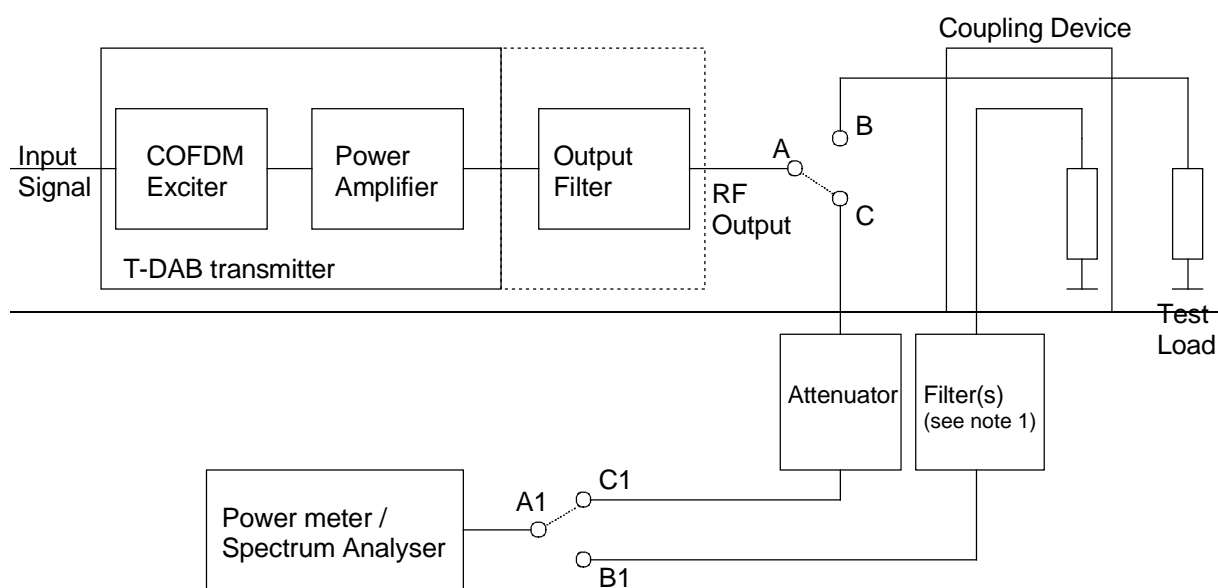 Coupling Device
Input
Signal
COFDM
Exciter
Power
Amplifier
Output
Filter
A
B
C
RF
Output
T-DAB transmitter
Test
Load
Attenuator
Filter(s)
(see note 1)
Power meter /
Spectrum Analyser
A1
C1
B1